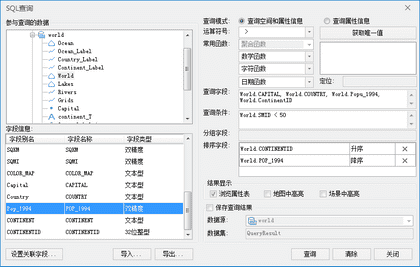 SQL查询
参与查询的数据
world
Ocean
Ocean_Label
Country_Label
Continent_Label
World
Lakes
Rivers
Grids
Capital
continent_T
字段信息:
字段别名 字段名称 字段类型
SQKM SQKM 双精度
SQMI SQMI 双精度
COLOR_MAP COLOR_MAP 文本型
Capital CAPITAL 文本型
Country COUNTRY 文本型
Pop_1994 POP_1994 双精度
CONTINENT CONTINENT 文本型
CONTINENTID CONTINENTID 32位整型
设置关联字段... 导入... 导出...
查询模式: 查询空间和属性信息 查询属性信息
运算符号: > 获取唯一值
常用函数: 聚合函数
数学函数
字符函数
日期函数 定位:
查询字段: World.CAPITAL, World.COUNTRY, World.Popu_1994, World.ContinentID
查询条件: World.SMID < 50
分组字段:
排序字段: World.CONTINENTID 升序
World.POP_1994 降序
结果显示
浏览属性表 地图中高亮 场景中高亮
保存查询结果
数据源: world
数据集: QueryResult
查询 清除 关闭